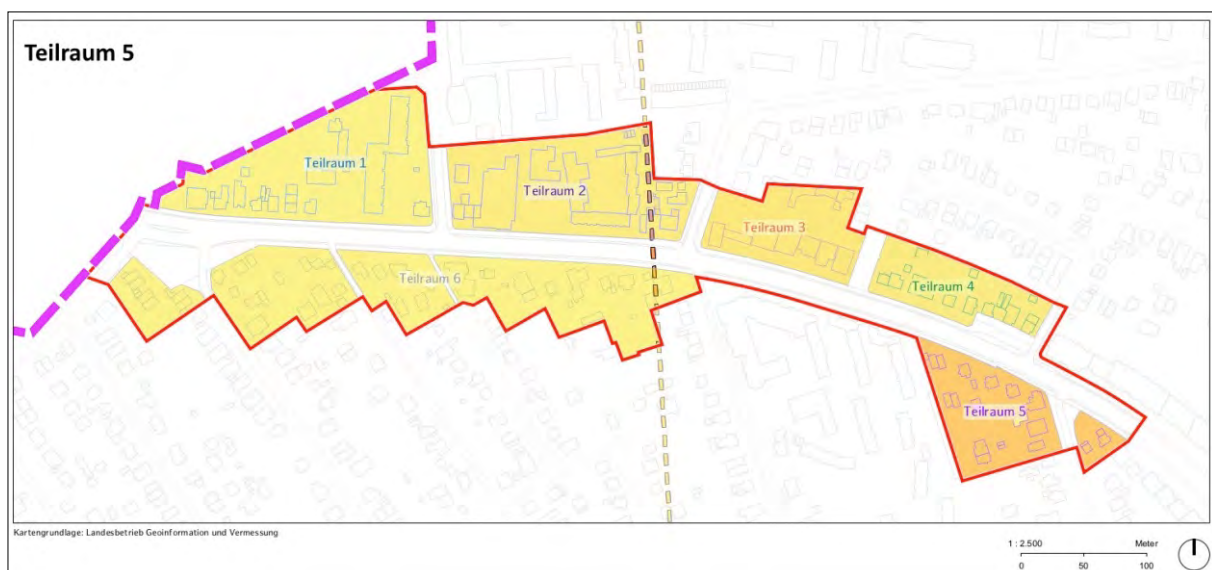 Teilraum 5
Teilraum 1
Teilraum 2
Teilraum 3
Teilraum 6
Teilraum 4
Teilraum 5
Kartengrundlage: Landesbetrieb Geoinformation und Vermessung
1 : 2.500 Meter
0 50 100